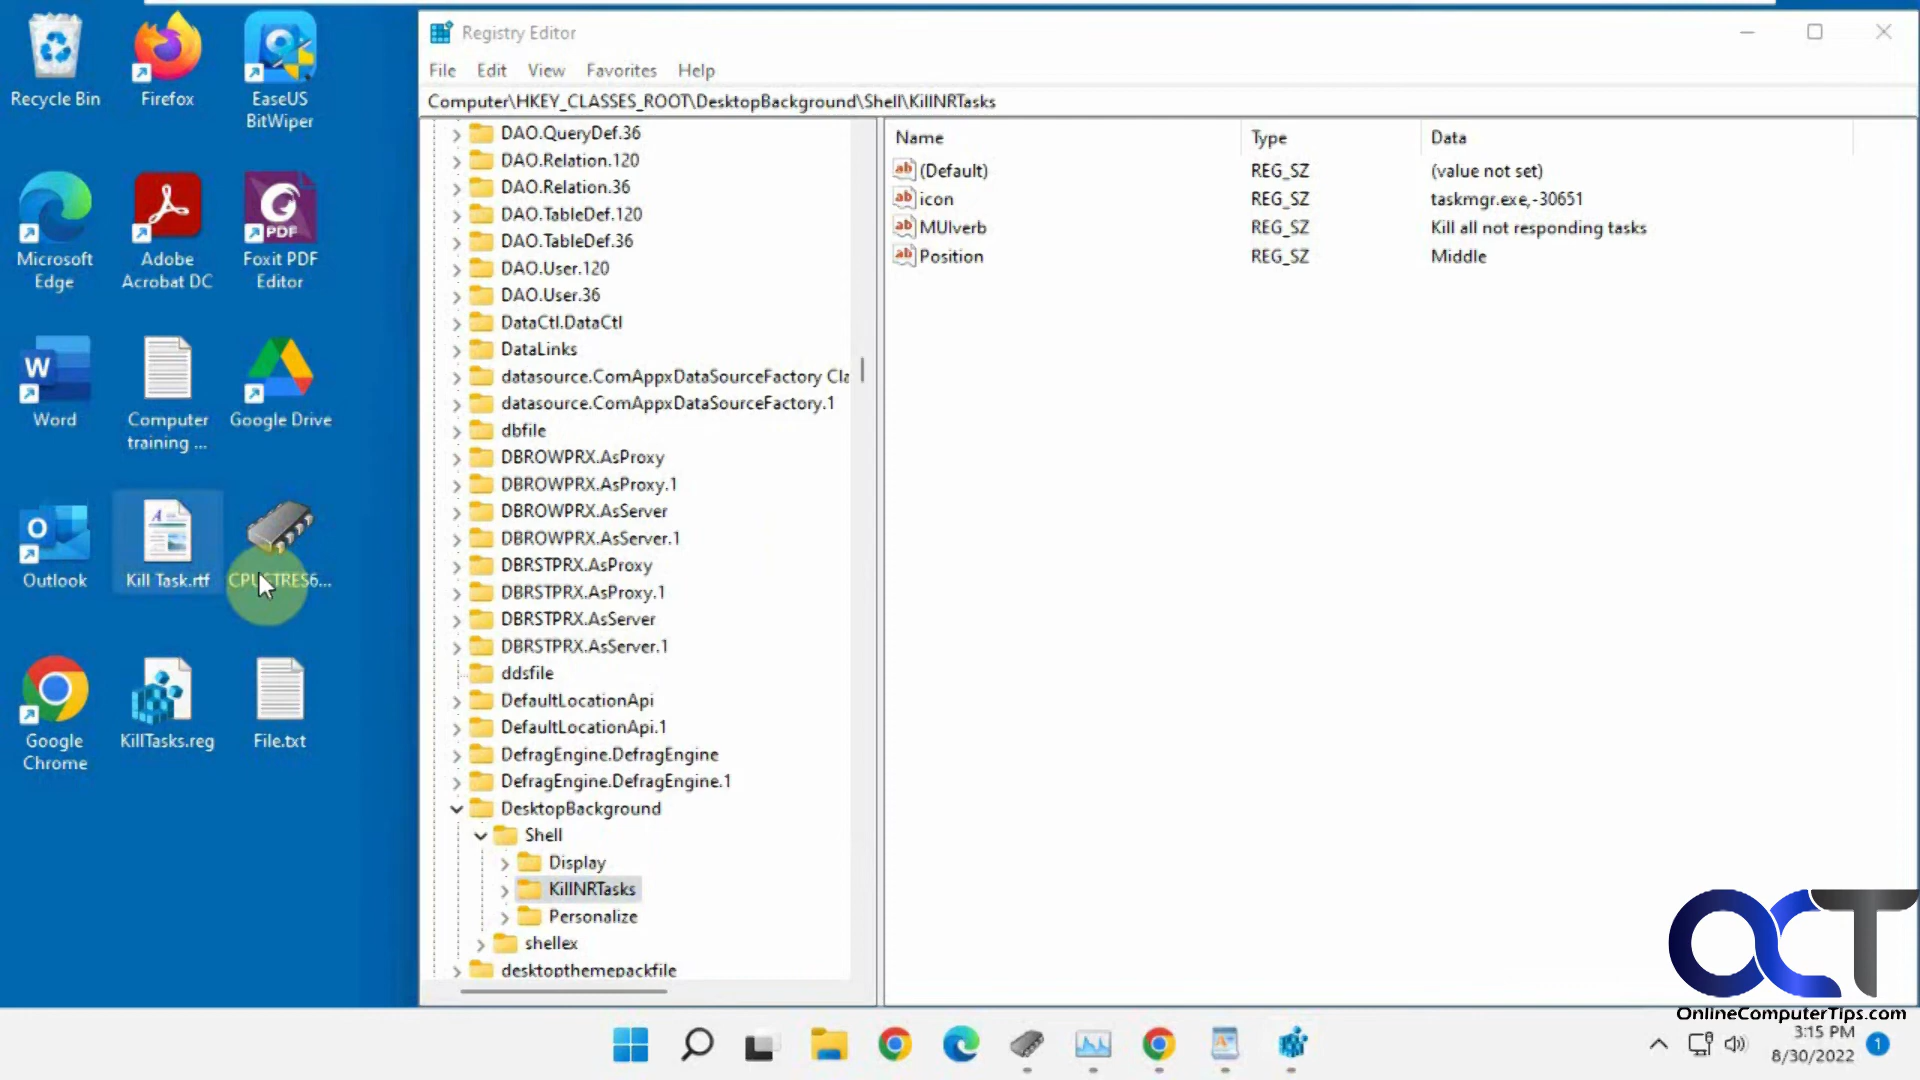 Recycle Bin
Firefox
EaseUS
BitWiper
Microsoft
Edge
Adobe
Acrobat DC
Foxit PDF
Editor
PDF
Word
W
Computer
training ...
Google Drive
Outlook
Kill Task.rtf
CPUSTRES6...
Google
Chrome
KillTasks.reg
File.txt
Registry Editor
File Edit View Favorites Help
Computer\HKEY_CLASSES_ROOT\DesktopBackground\Shell\KillNRTasks
DAO.QueryDef.36
DAO.Relation.120
DAO.Relation.36
DAO.TableDef.120
DAO.TableDef.36
DAO.User.120
DAO.User.36
DataCtl.DataCtl
DataLinks
datasource.ComAppxDataSourceFactory Cla
datasource.ComAppxDataSourceFactory.1
dbfile
DBROWPRX.AsProxy
DBROWPRX.AsProxy.1
DBROWPRX.AsServer
DBROWPRX.AsServer.1
DBRSTPRX.AsProxy
DBRSTPRX.AsProxy.1
DBRSTPRX.AsServer
DBRSTPRX.AsServer.1
ddsfile
DefaultLocationApi
DefaultLocationApi.1
DefragEngine.DefragEngine
DefragEngine.DefragEngine.1
DesktopBackground
Shell
Display
KillNRTasks
Personalize
shellex
desktopthemepackfile
Name Type Data
(Default) REG_SZ (value not set)
icon REG_SZ taskmgr.exe,-30651
MUIverb REG_SZ Kill all not responding tasks
Position REG_SZ Middle
OCT
OnlineComputerTips.com
3:15 PM
8/30/2022
1